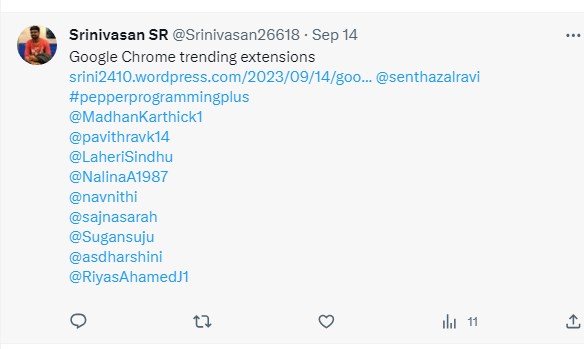 Srinivasan SR @Srinivasan26618 · Sep 14
Google Chrome trending extensions
srini2410.wordpress.com/2023/09/14/goo... @senthazalravi
#pepperprogrammingplus
@MadhanKarthick1
@pavithravk14
@LaheriSindhu
@NalinaA1987
@navnithi
@sajnasarah
@Sugansuju
@asdharshini
@RiyasAhamedJ1
11